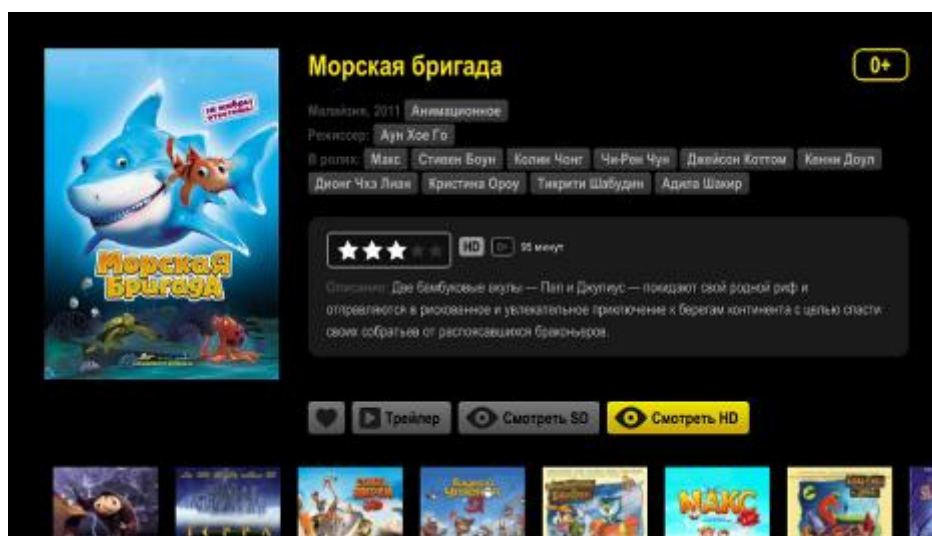 Морская бригада
0+
Малайзия, 2011 Анимационное
Режиссер: Аун Хое Го
В ролях: Макс Стивен Боун Колин Чонг Чи-Рен Чун Джейсон Коттом Кенни Доул
Дионг Чхэ Лиан Кристина Ороу Тикрити Шабудин Адила Шакир
HD 0+ 95 минут
Описание: Две бамбуковые акулы — Пап и Джулиус — покидают свой родной риф и
отправляются в рискованное и увлекательное приключение к берегам континента с целью спасти
своих собратьев от распоясавшихся браконьеров.
Морская
Бригада
Трейлер
Смотреть SD
Смотреть HD
МАКС